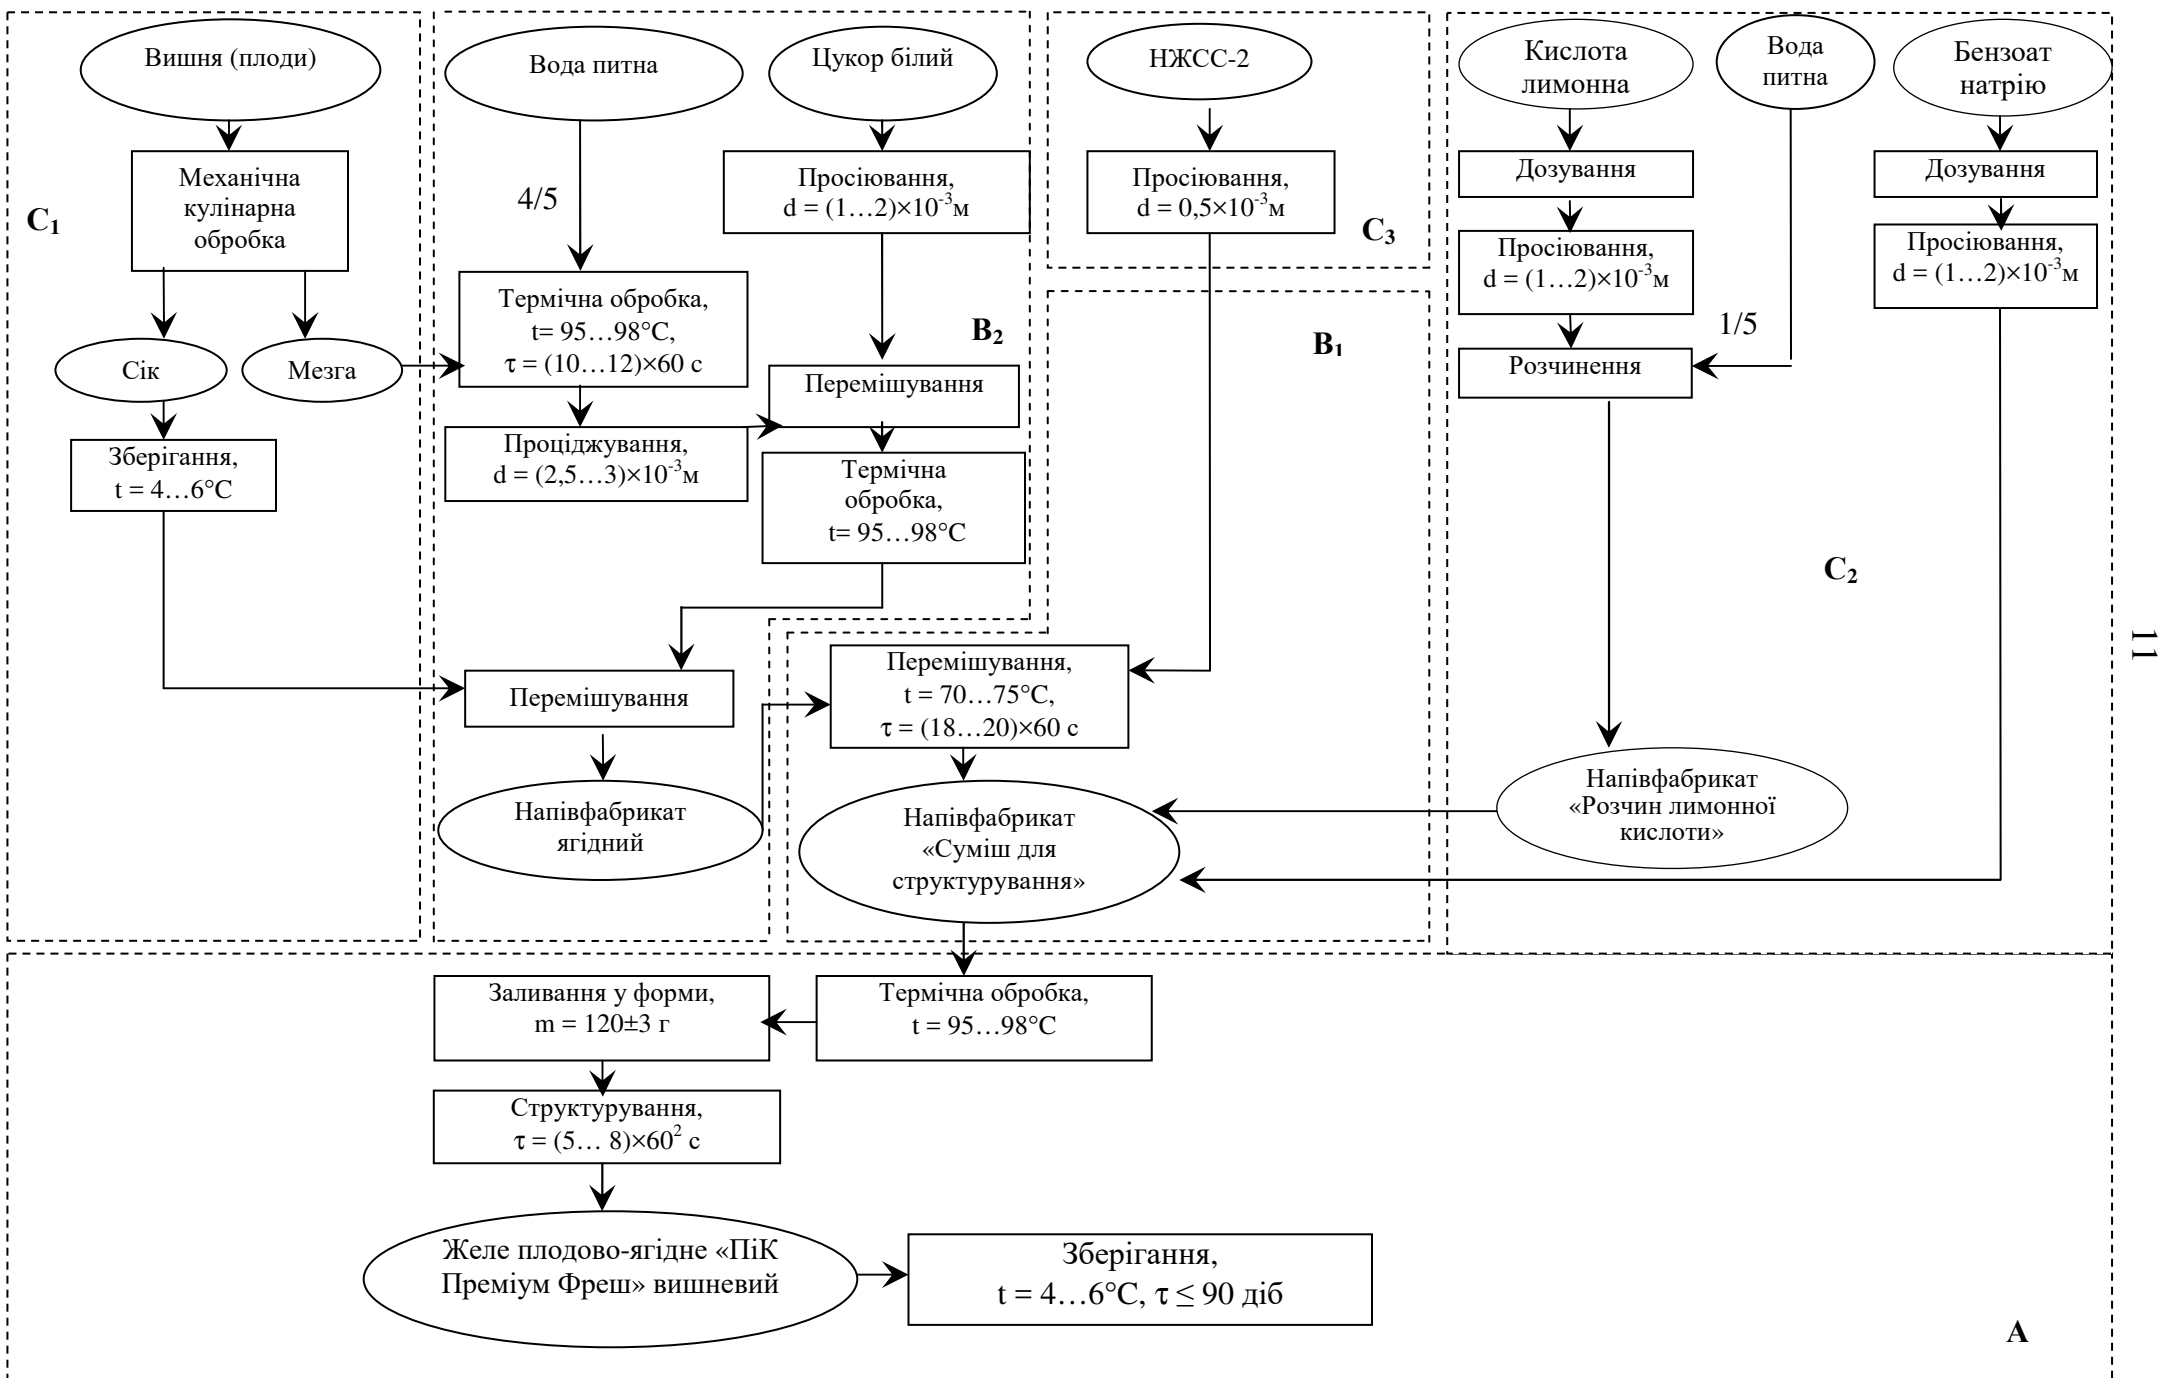 Вишня (плоди)
Механічна
кулінарна
обробка
C₁
Сік
Мезга
Зберігання,
t = 4…6°C
Вода питна
Цукор білий
4/5
Просіювання,
d = (1…2)×10⁻³м
Термічна обробка,
t= 95…98°C,
τ = (10…12)×60 с
B₂
Перемішування
Проціджування,
d = (2,5…3)×10⁻³м
Термічна
обробка,
t= 95…98°C
Перемішування
Напівфабрикат
ягідний
НЖСС-2
Просіювання,
d = 0,5×10⁻³м
C₃
B₁
Перемішування,
t = 70…75°C,
τ = (18…20)×60 с
Напівфабрикат
«Суміш для
структурування»
Кислота
лимонна
Вода
питна
Бензоат
натрію
Дозування
Дозування
Просіювання,
d = (1…2)×10⁻³м
Просіювання,
d = (1…2)×10⁻³м
1/5
Розчинення
C₂
Напівфабрикат
«Розчин лимонної
кислоти»
11
Заливання у форми,
m = 120±3 г
Термічна обробка,
t = 95…98°C
Структурування,
τ = (5… 8)×60² с
Желе плодово-ягідне «ПіК
Преміум Фреш» вишневий
Зберігання,
t = 4…6°C, τ ≤ 90 діб
A